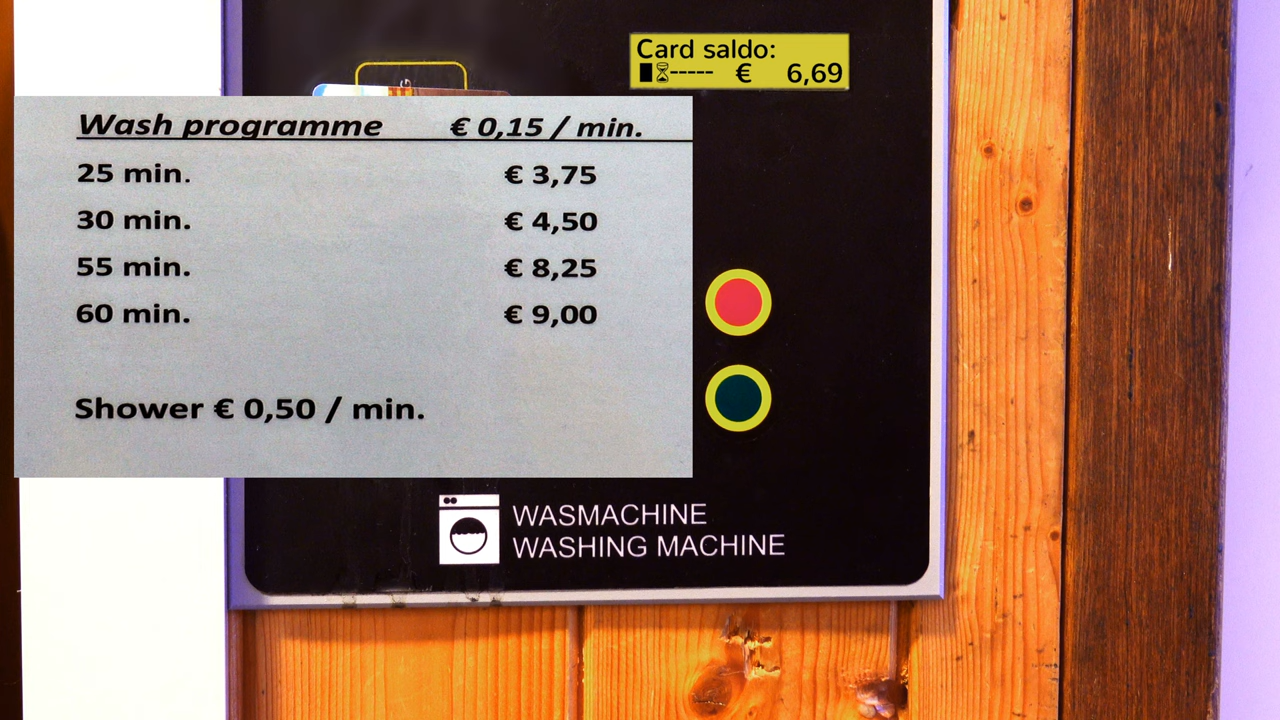 Card saldo:
----- € 6,69
Wash programme € 0,15 / min.
25 min. € 3,75
30 min. € 4,50
55 min. € 8,25
60 min. € 9,00
Shower € 0,50 / min.
WASMACHINE
WASHING MACHINE